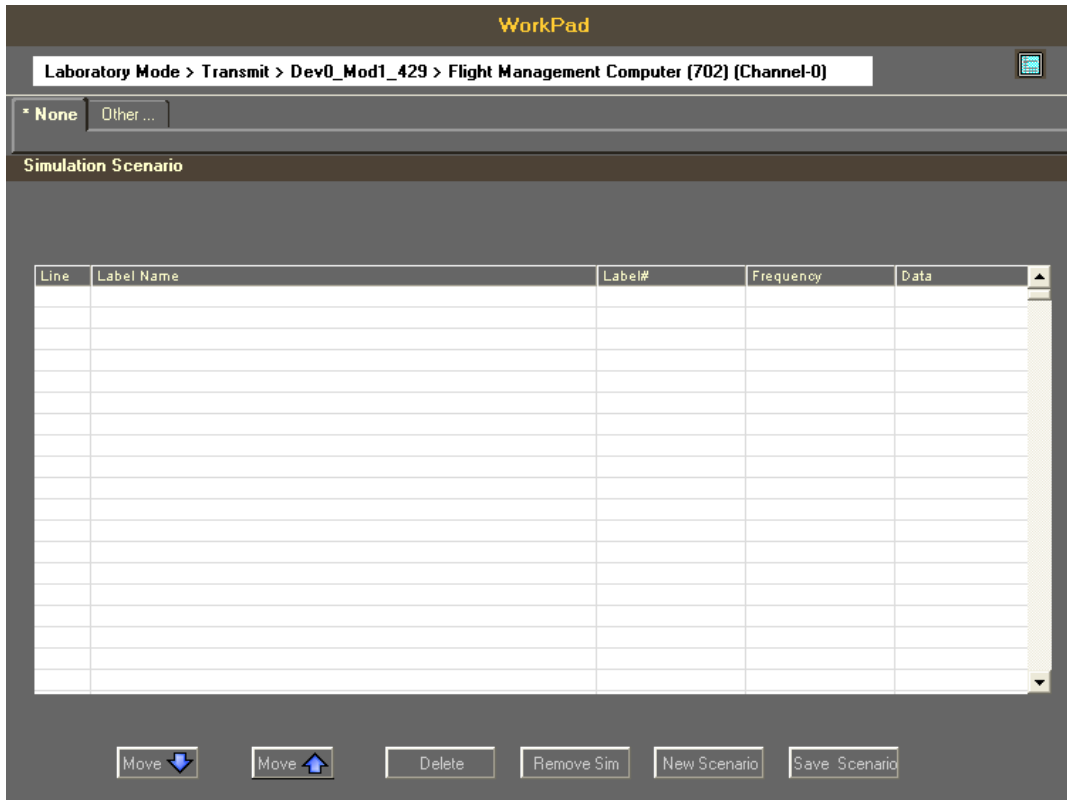 WorkPad
Laboratory Mode > Transmit > Dev0_Mod1_429 > Flight Management Computer (702) (Channel-0)
* None Other ...
Simulation Scenario
Line Label Name Label# Frequency Data
Move Move Delete Remove Sim New Scenario Save Scenario